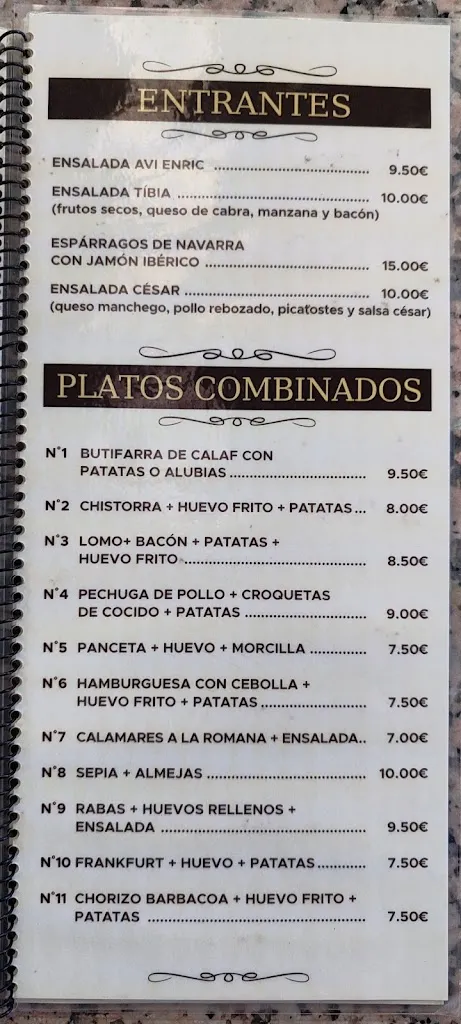 ENTRANTES
ENSALADA AVI ENRIC ........................................ 9.50€
ENSALADA TÍBIA ........................................ 10.00€
(frutos secos, queso de cabra, manzana y bacón)
ESPÁRRAGOS DE NAVARRA
CON JAMÓN IBÉRICO ........................................ 15.00€
ENSALADA CÉSAR ........................................ 10.00€
(queso manchego, pollo rebozado, picatostes y salsa césar)
PLATOS COMBINADOS
N°1 BUTIFARRA DE CALAF CON
PATATAS O ALUBIAS ................................. 9.50€
N°2 CHISTORRA + HUEVO FRITO + PATATAS ... 8.00€
N°3 LOMO+ BACÓN + PATATAS +
HUEVO FRITO ........................................ 8.50€
N°4 PECHUGA DE POLLO + CROQUETAS
DE COCIDO + PATATAS ............................. 9.00€
N°5 PANCETA + HUEVO + MORCILLA ............. 7.50€
N°6 HAMBURGUESA CON CEBOLLA +
HUEVO FRITO + PATATAS ......................... 7.50€
N°7 CALAMARES A LA ROMANA + ENSALADA.. 7.00€
N°8 SEPIA + ALMEJAS ..................................... 10.00€
N°9 RABAS + HUEVOS RELLENOS +
ENSALADA .............................................. 9.50€
N°10 FRANKFURT + HUEVO + PATATAS............ 7.50€
N°11 CHORIZO BARBACOA + HUEVO FRITO +
PATATAS ................................................. 7.50€